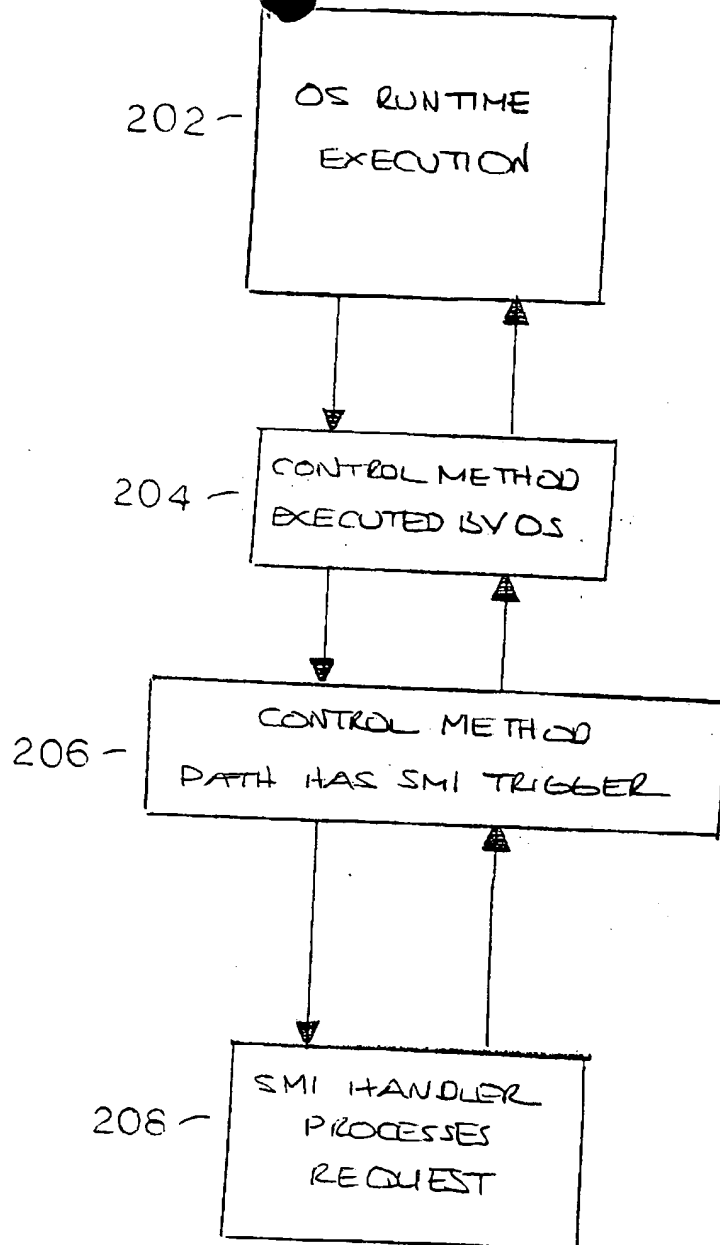 202
OS RUNTIME
EXECUTION
204
CONTROL METHOD
EXECUTED BY OS.
206
CONTROL METHOD
PATH HAS SMI TRIGGER
208
SMI HANDLER
PROCESSES
REQUEST